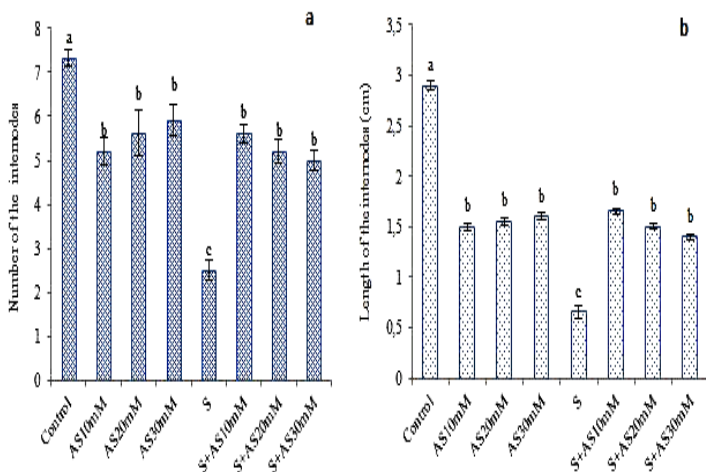 a
Number of the internodes
8
7
6
5
4
3
2
1
0
a
b
b
b
c
b
b
b
Control
AS10mM
AS20mM
AS30mM
S
S+AS10mM
S+AS20mM
S+AS30mM
b
Length of the internodes (cm)
3,5
3
2,5
2
1,5
1
0,5
0
a
b
b
b
c
b
b
b
Control
AS10mM
AS20mM
AS30mM
S
S+AS10mM
S+AS20mM
S+AS30mM